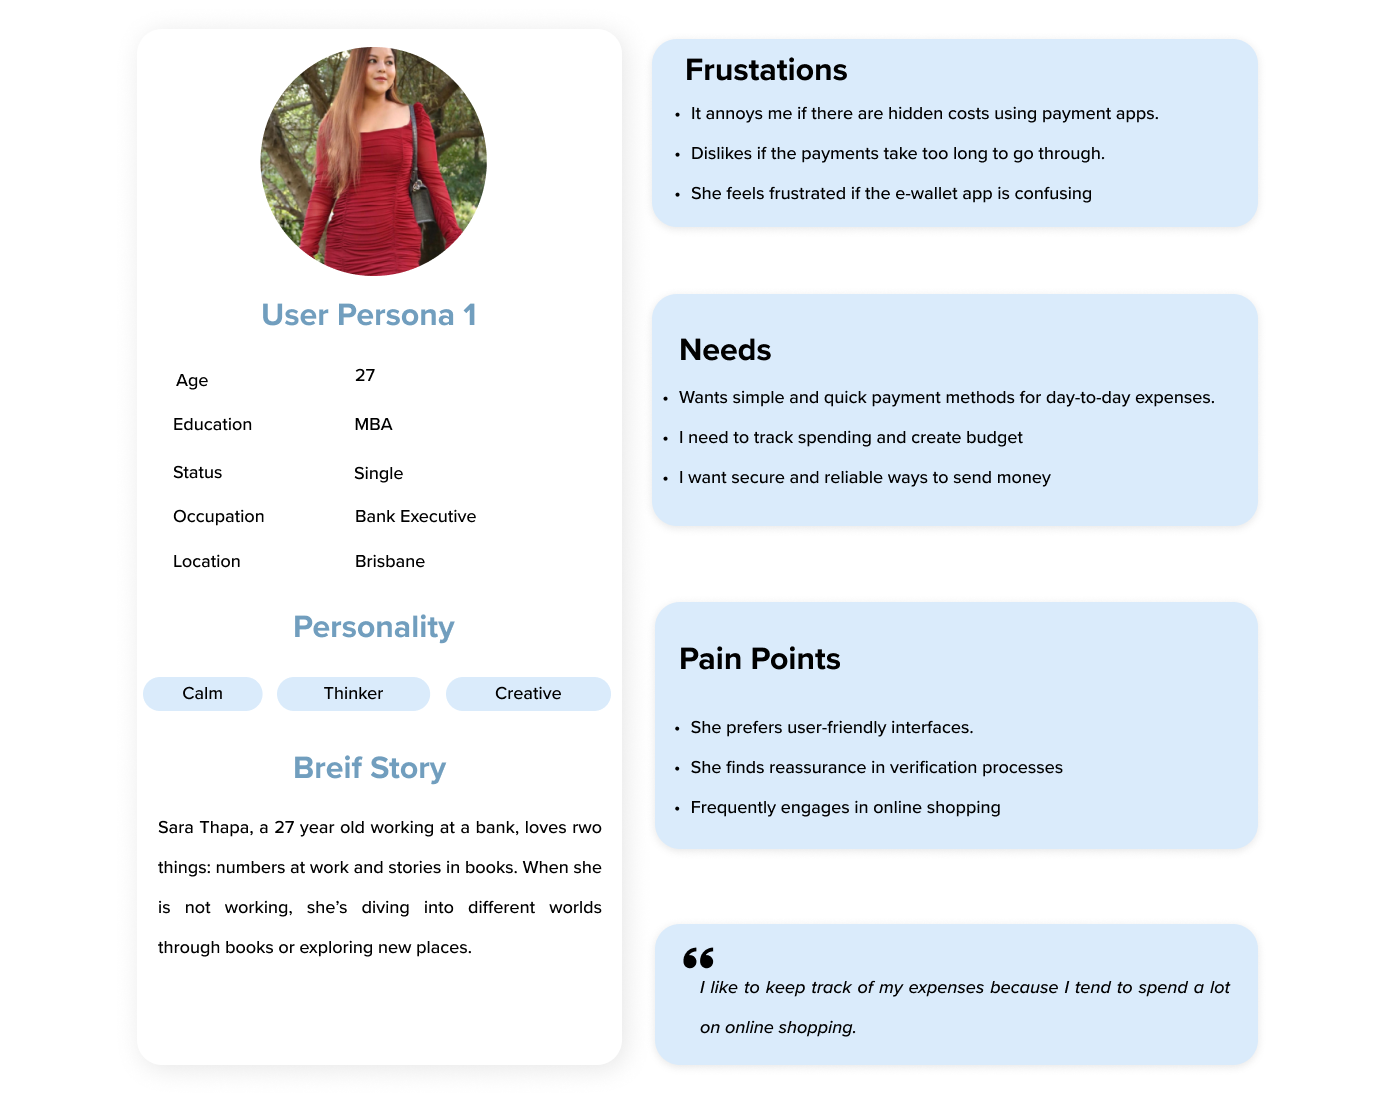 User Persona 1
Age 27
Education MBA
Status Single
Occupation Bank Executive
Location Brisbane
Personality
Calm Thinker Creative
Breif Story
Sara Thapa, a 27 year old working at a bank, loves rwo
things: numbers at work and stories in books. When she
is not working, she’s diving into different worlds
through books or exploring new places.
Frustations
• It annoys me if there are hidden costs using payment apps.
• Dislikes if the payments take too long to go through.
• She feels frustrated if the e-wallet app is confusing
Needs
• Wants simple and quick payment methods for day-to-day expenses.
• I need to track spending and create budget
• I want secure and reliable ways to send money
Pain Points
• She prefers user-friendly interfaces.
• She finds reassurance in verification processes
• Frequently engages in online shopping
“
I like to keep track of my expenses because I tend to spend a lot
on online shopping.